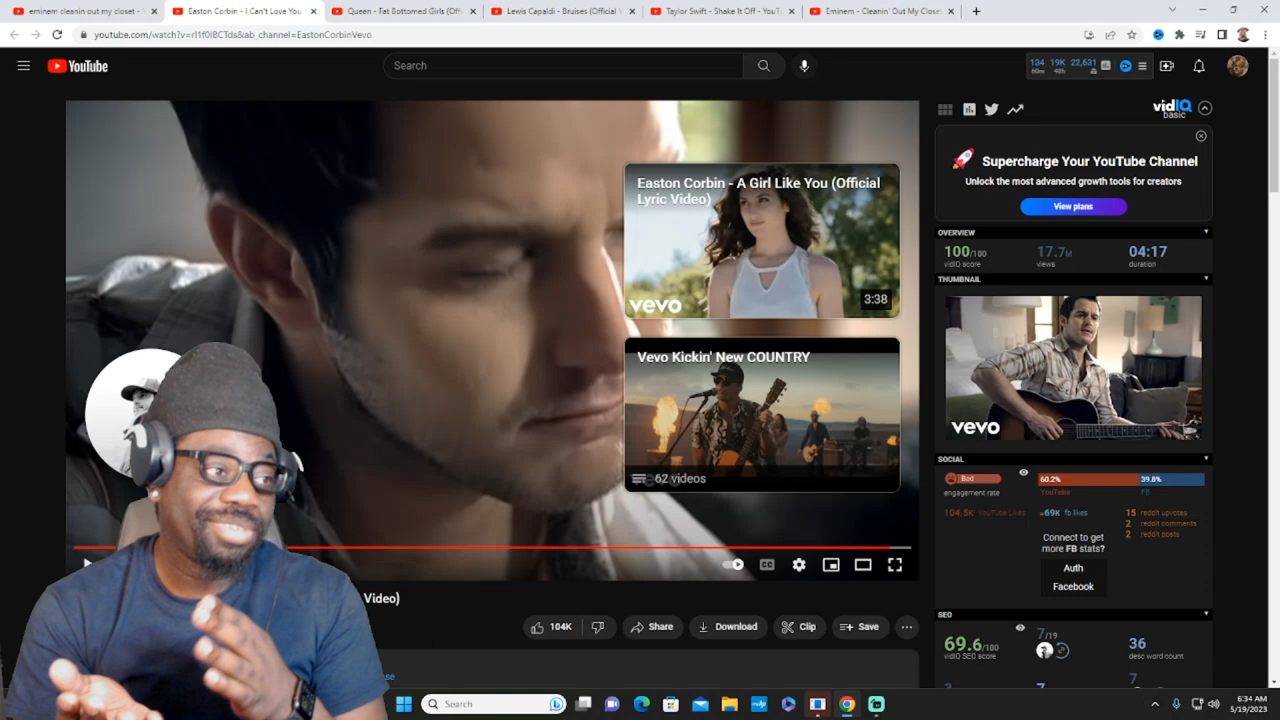 eminem cleanin out my closet -
Easton Corbin - I Can't Love You
Queen - Fat Bottomed Girls (Offi
Lewis Capaldi - Bruises (Official V
Taylor Swift - Shake It Off - YouT
Eminem - Cleanin' Out My Closet
youtube.com/watch?v=rI1f0IBCTds&ab_channel=EastonCorbinVevo
YouTube
Search
134 19K 22,631
60m 48h
vidIQ
basic
Supercharge Your YouTube Channel
Unlock the most advanced growth tools for creators
View plans
Easton Corbin - A Girl Like You (Official
Lyric Video)
vevo
3:38
Vevo Kickin' New COUNTRY
62 videos
OVERVIEW
100/100 17.7M 04:17
vidIQ score views duration
THUMBNAIL
vevo
SOCIAL
Bad 60.2% 39.8%
engagement rate YouTube FB
104.5K YouTube Likes 69K fb likes 15 reddit upvotes
2 reddit comments
2 reddit posts
Connect to get
more FB stats?
Auth
Facebook
Video)
104K Share Download Clip Save
SEO
69.6/100 7/19 36
vidIQ SEO score desc word count
7
Search
6:34 AM
5/19/2023